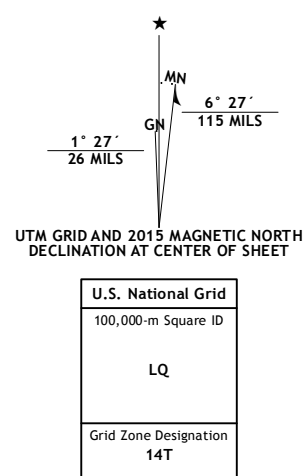 ★
MN
GN
6° 27´
115 MILS
1° 27´
26 MILS
UTM GRID AND 2015 MAGNETIC NORTH
DECLINATION AT CENTER OF SHEET
U.S. National Grid
100,000-m Square ID
LQ
Grid Zone Designation
14T